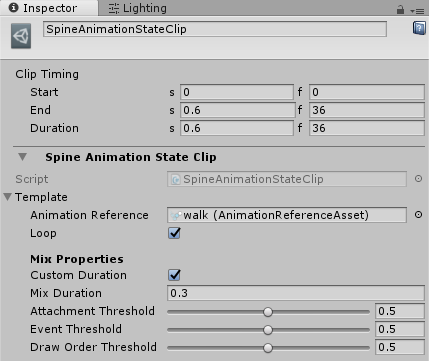 Inspector Lighting
SpineAnimationStateClip
Clip Timing
Start s 0 f 0
End s 0.6 f 36
Duration s 0.6 f 36
Spine Animation State Clip
Script SpineAnimationStateClip
Template
Animation Reference walk (AnimationReferenceAsset)
Loop
Mix Properties
Custom Duration
Mix Duration 0.3
Attachment Threshold 0.5
Event Threshold 0.5
Draw Order Threshold 0.5